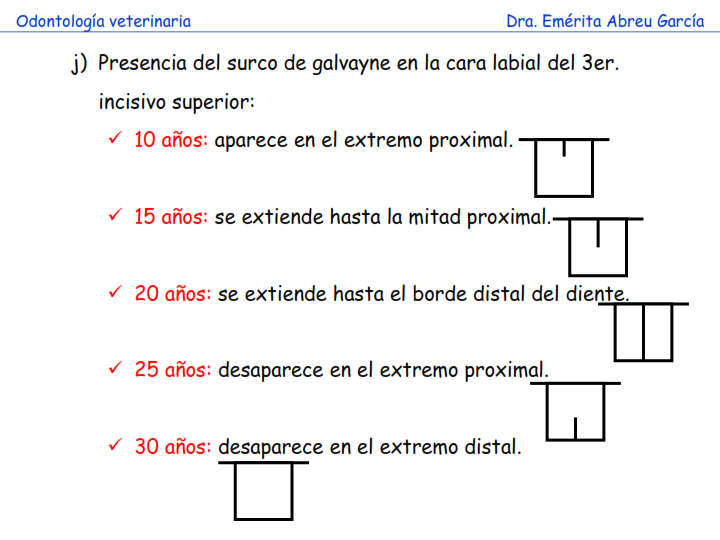 Odontología veterinaria
Dra. Emérita Abreu García
j) Presencia del surco de galvayne en la cara labial del 3er.
incisivo superior:
✓ 10 años: aparece en el extremo proximal.
✓ 15 años: se extiende hasta la mitad proximal.
✓ 20 años: se extiende hasta el borde distal del diente.
✓ 25 años: desaparece en el extremo proximal.
✓ 30 años: desaparece en el extremo distal.